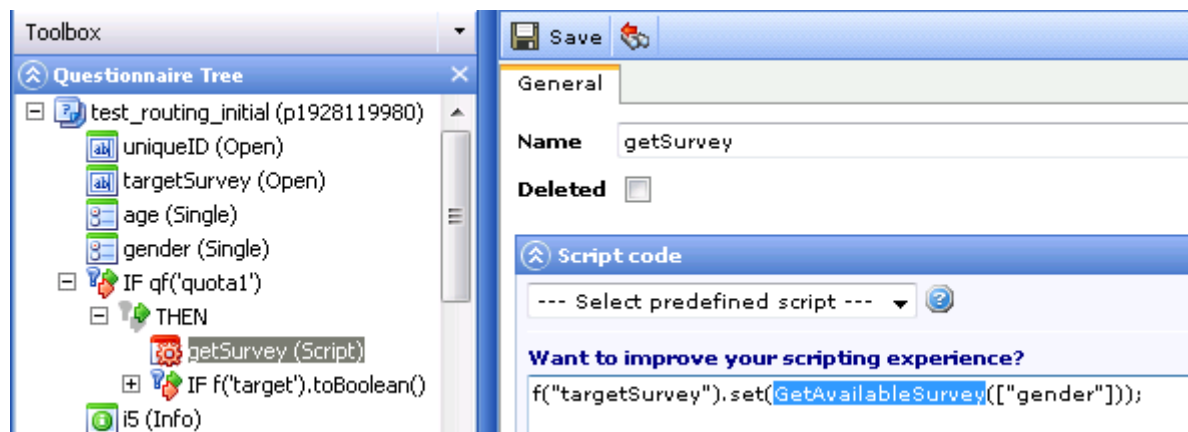 Toolbox
Questionnaire Tree
test_routing_initial (p1928119980)
uniqueID (Open)
targetSurvey (Open)
age (Single)
gender (Single)
IF qf('quota1')
THEN
getSurvey (Script)
IF f('target').toBoolean()
i5 (Info)
Save
General
Name getSurvey
Deleted
Script code
--- Select predefined script ---
Want to improve your scripting experience?
f("targetSurvey").set(GetAvailableSurvey(["gender"]));